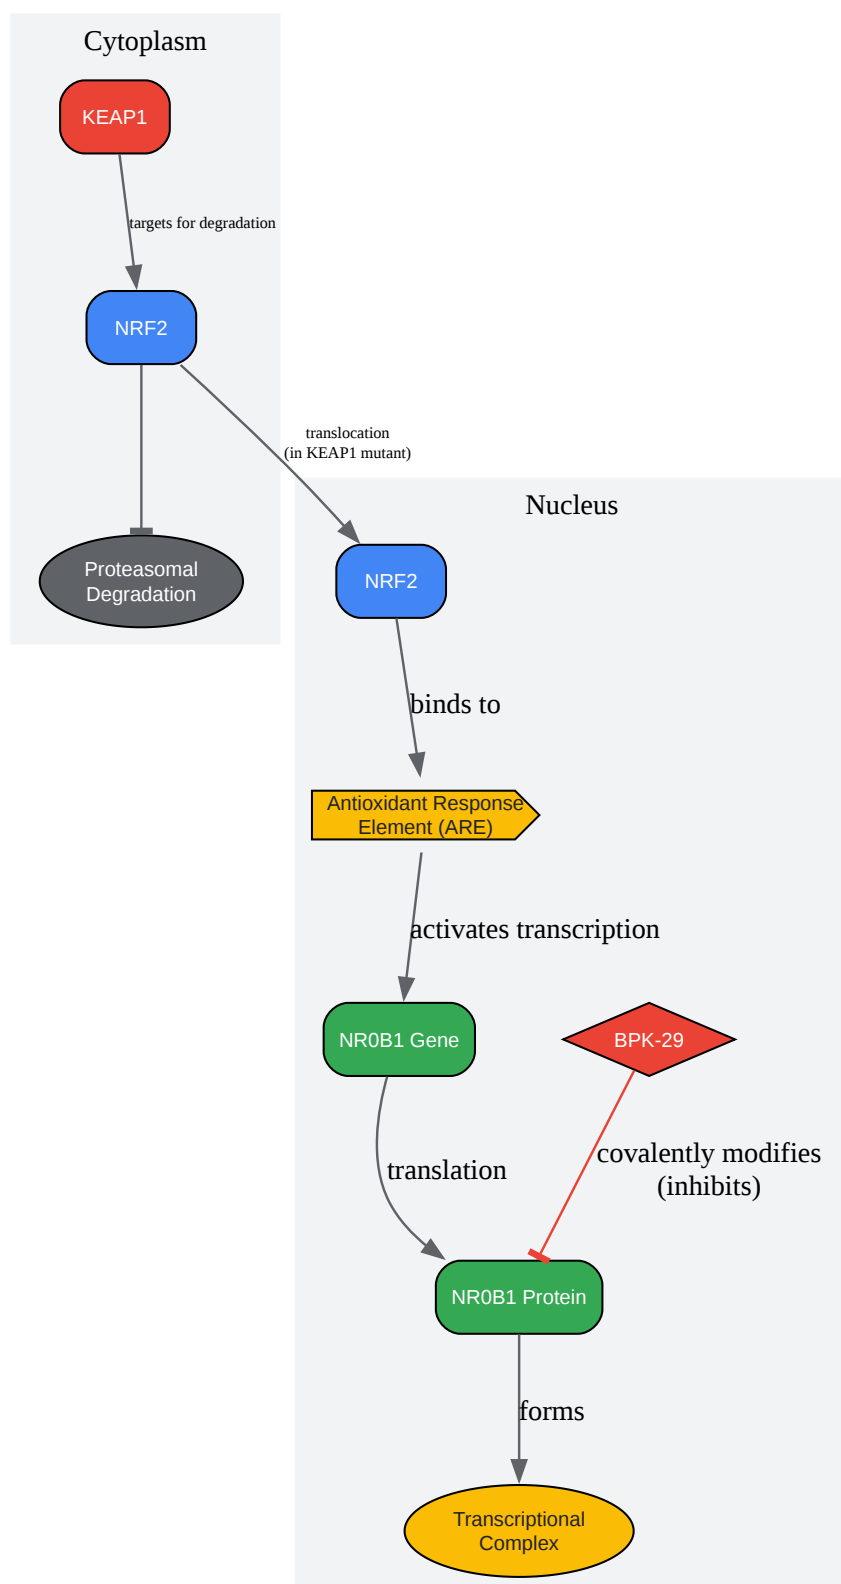 Cytoplasm
KEAP1
targets for degradation
NRF2
translocation
(in KEAP1 mutant)
Proteasomal
Degradation
Nucleus
NRF2
binds to
Antioxidant Response
Element (ARE)
activates transcription
NR0B1 Gene
BPK-29
covalently modifies
(inhibits)
translation
NR0B1 Protein
forms
Transcriptional
Complex